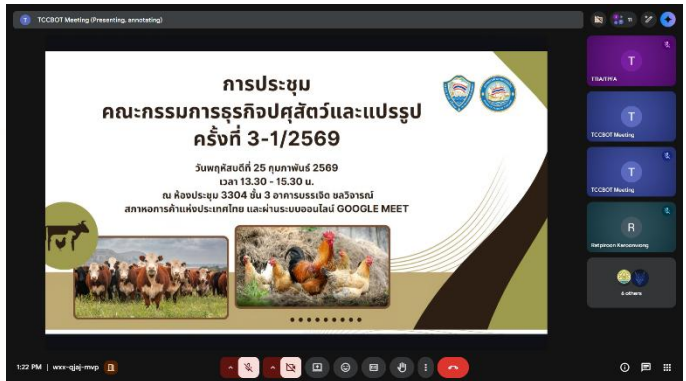 T TCCBOT Meeting (Presenting, annotating)
การประชุม
คณะกรรมการธุรกิจปศุสัตว์และแปรรูป
ครั้งที่ 3-1/2569
วันพฤหัสบดีที่ 25 กุมภาพันธ์ 2569
เวลา 13.30 - 15.30 น.
ณ ห้องประชุม 3304 ชั้น 3 อาคารบรรเจิด ชลวิจารณ์
สภาหอการค้าแห่งประเทศไทย และผ่านระบบออนไลน์ GOOGLE MEET
T
T
TCCBOT Meeting
T
TCCBOT Meeting
R
6 others
1:22 PM | wxx-qjaj-mvp